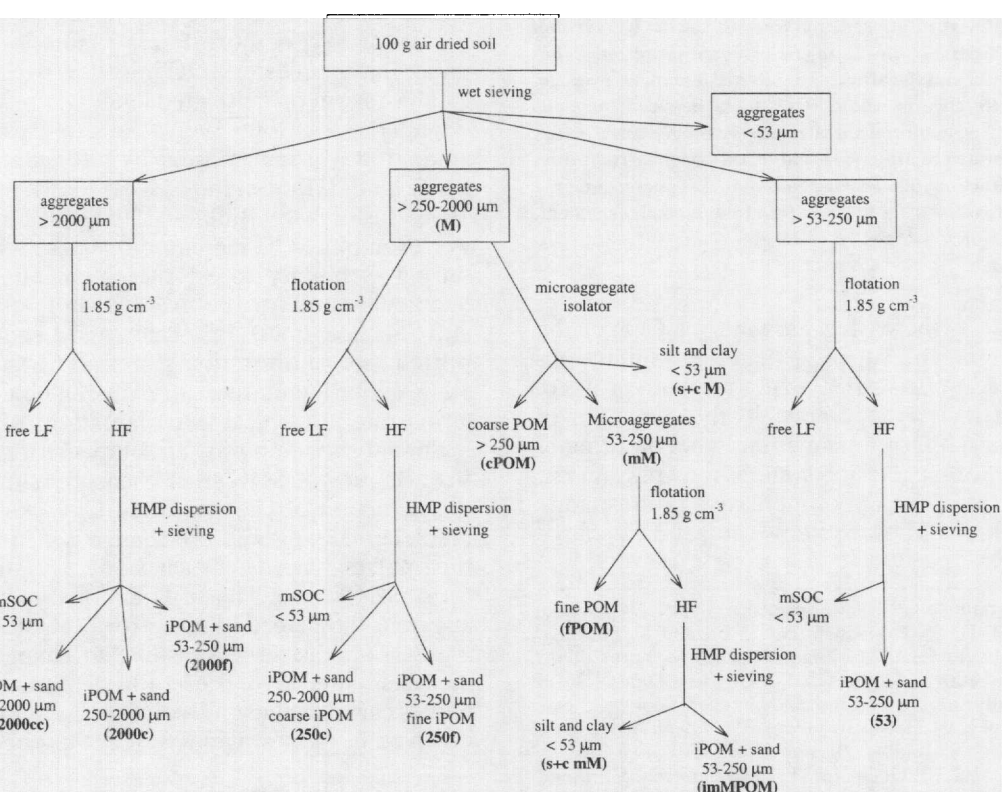 100 g air dried soil
wet sieving
aggregates
< 53 µm
aggregates
> 2000 µm
aggregates
> 250-2000 µm
(M)
aggregates
> 53-250 µm
flotation
1.85 g cm⁻³
flotation
1.85 g cm⁻³
microaggregate
isolator
flotation
1.85 g cm⁻³
silt and clay
< 53 µm
(s+c M)
free LF
HF
free LF
HF
coarse POM
> 250 µm
(cPOM)
Microaggregates
53-250 µm
(mM)
free LF
HF
flotation
1.85 g cm⁻³
HMP dispersion
+ sieving
HMP dispersion
+ sieving
HMP dispersion
+ sieving
mSOC
53 µm
iPOM + sand
53-250 µm
(2000f)
mSOC
< 53 µm
fine POM
(fPOM)
HF
mSOC
< 53 µm
HMP dispersion
+ sieving
OM + sand
2000 µm
2000cc)
iPOM + sand
250-2000 µm
(2000c)
iPOM + sand
250-2000 µm
coarse iPOM
(250c)
iPOM + sand
53-250 µm
fine iPOM
(250f)
iPOM + sand
53-250 µm
(53)
silt and clay
< 53 µm
(s+c mM)
iPOM + sand
53-250 µm
(imMPOM)